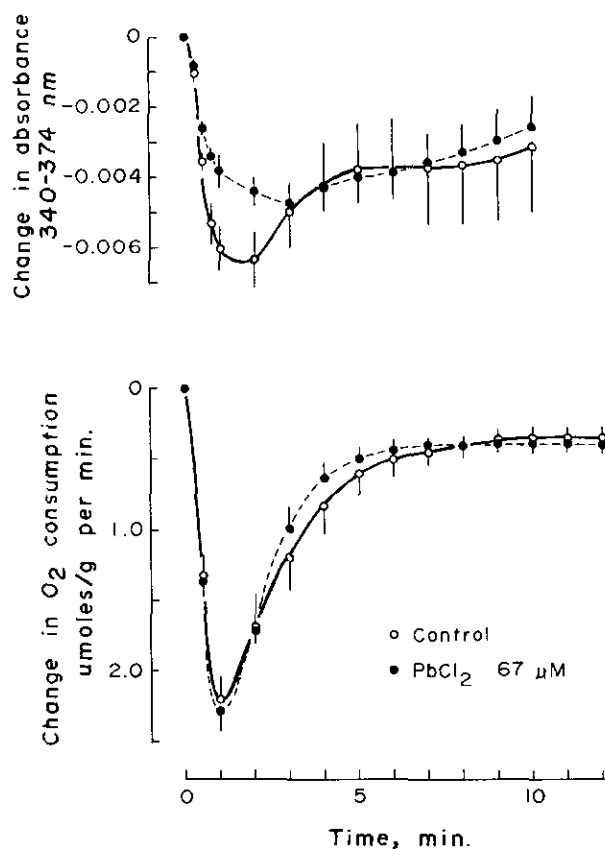 Change in absorbance
340-374 nm
0
-0.002
-0.004
-0.006
Change in O₂ consumption
umoles/g per min.
0
1.0
2.0
○ Control
● PbCl₂ 67 μM
0
5
10
Time, min.